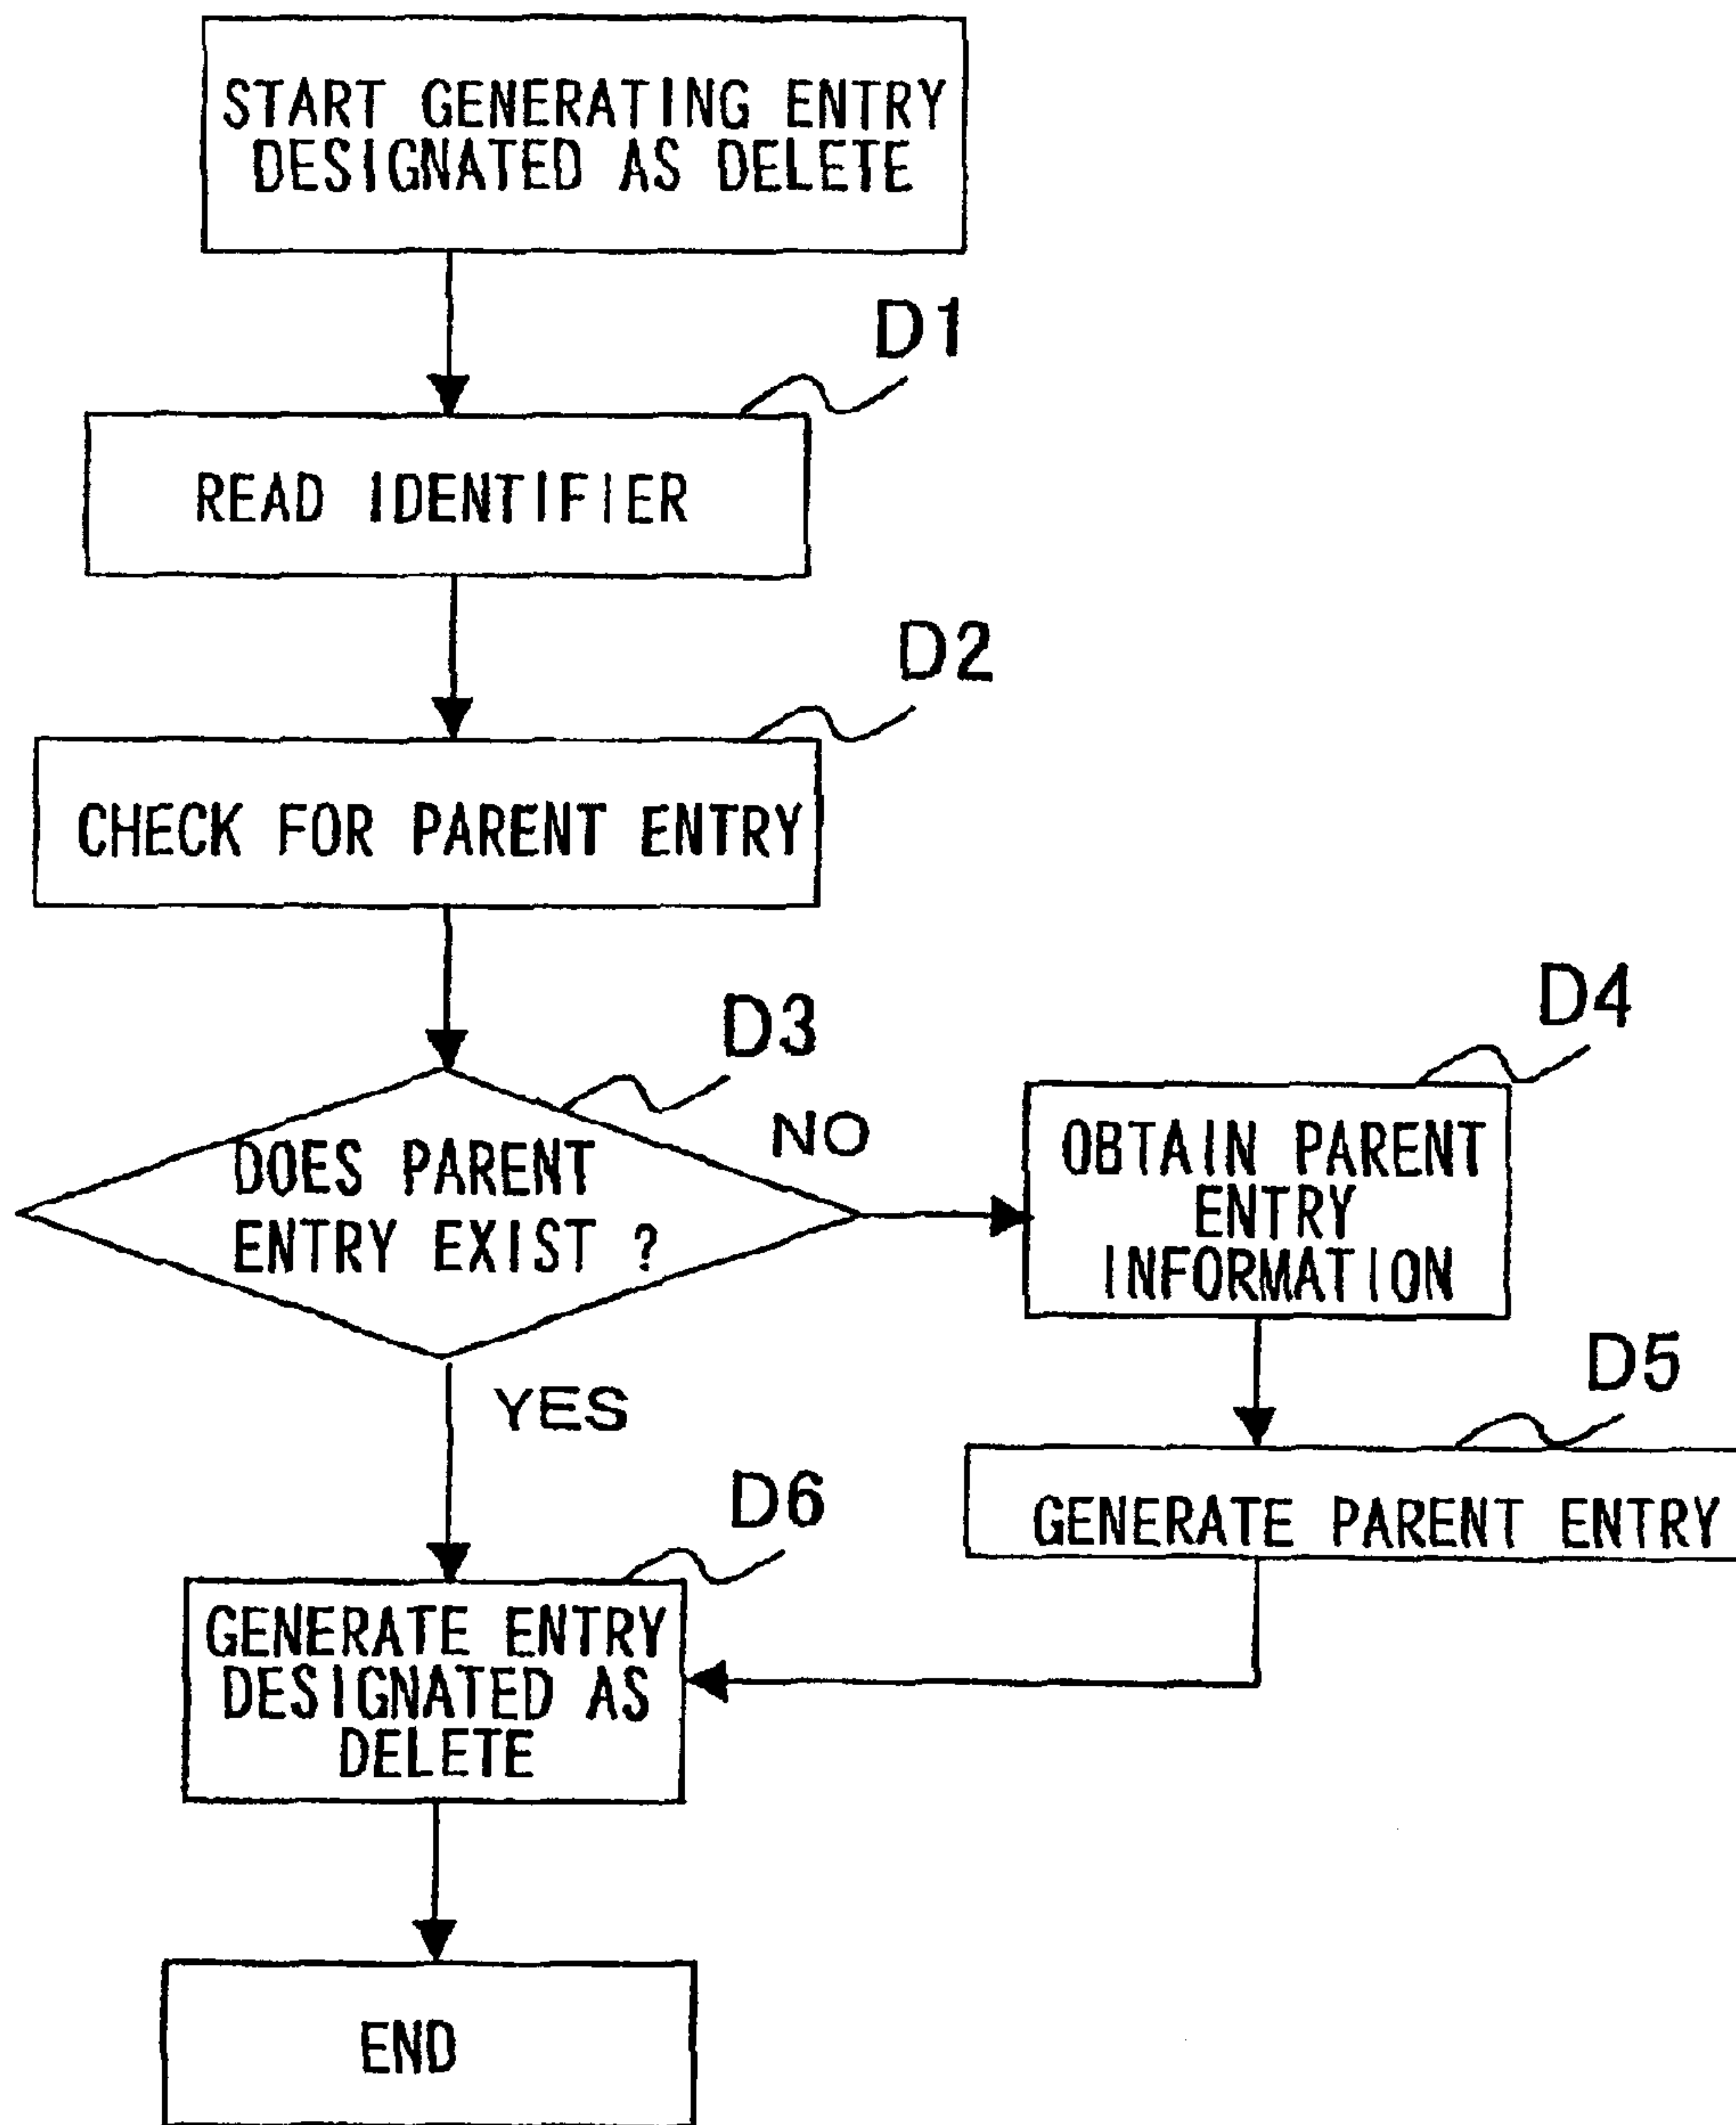 START GENERATING ENTRY
DESIGNATED AS DELETE
D1
READ IDENTIFIER
D2
CHECK FOR PARENT ENTRY
D3
DOES PARENT
ENTRY EXIST ?
NO
YES
D4
OBTAIN PARENT
ENTRY
INFORMATION
D5
GENERATE PARENT ENTRY
D6
GENERATE ENTRY
DESIGNATED AS
DELETE
END